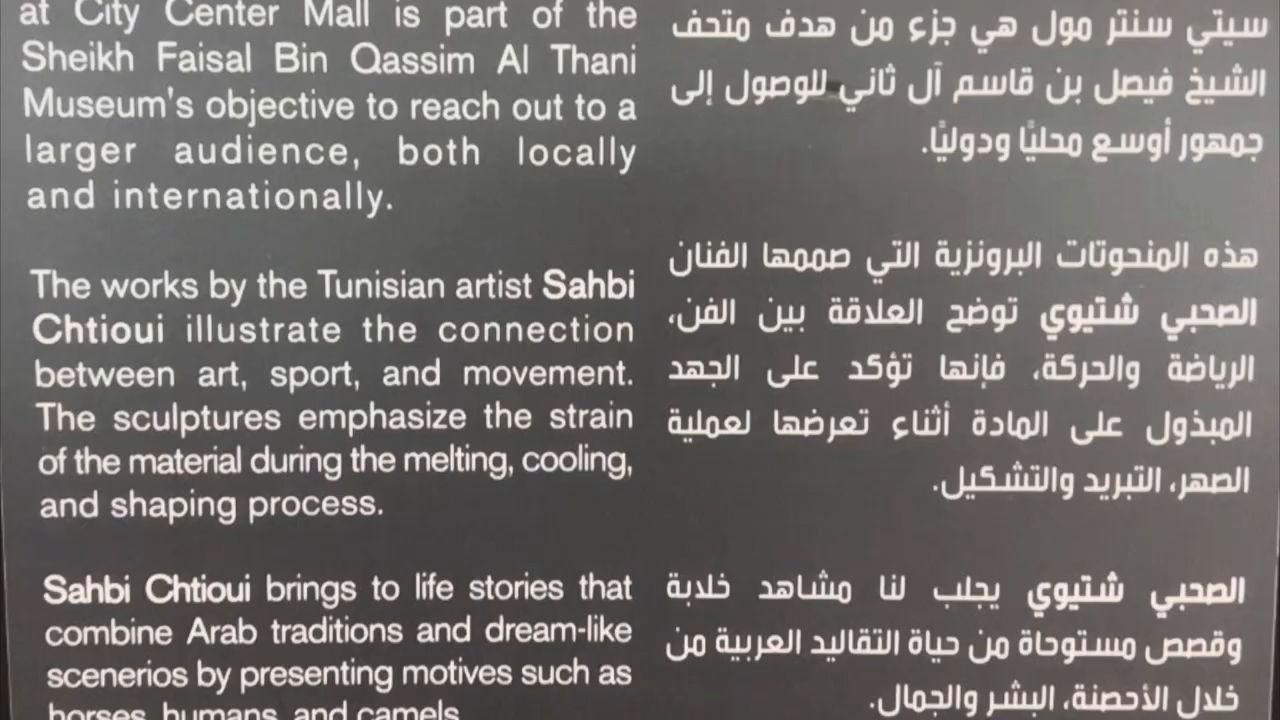 at City Center Mall is part of the
Sheikh Faisal Bin Qassim Al Thani
Museum's objective to reach out to a
larger audience, both locally
and internationally.
The works by the Tunisian artist Sahbi
Chtioui illustrate the connection
between art, sport, and movement.
The sculptures emphasize the strain
of the material during the melting, cooling,
and shaping process.
Sahbi Chtioui brings to life stories that
combine Arab traditions and dream-like
scenerios by presenting motives such as
horses, humans, and camels
سيتي سنتر مول هي جزء من هدف متحف
الشيخ فيصل بن قاسم آل ثاني للوصول إلى
جمهور أوسع محليًا ودوليًا.
هذه المنحوتات البرونزية التي صممها الفنان
الصحبي شتيوي توضح العلاقة بين الفن،
الرياضة والحركة، فإنها تؤكد على الجهد
المبذول على المادة أثناء تعرضها لعملية
الصهر، التبريد والتشكيل.
الصحبي شتيوي يجلب لنا مشاهد خلابة
وقصص مستوحاة من حياة التقاليد العربية من
خلال الأحصنة، البشر والجمال.